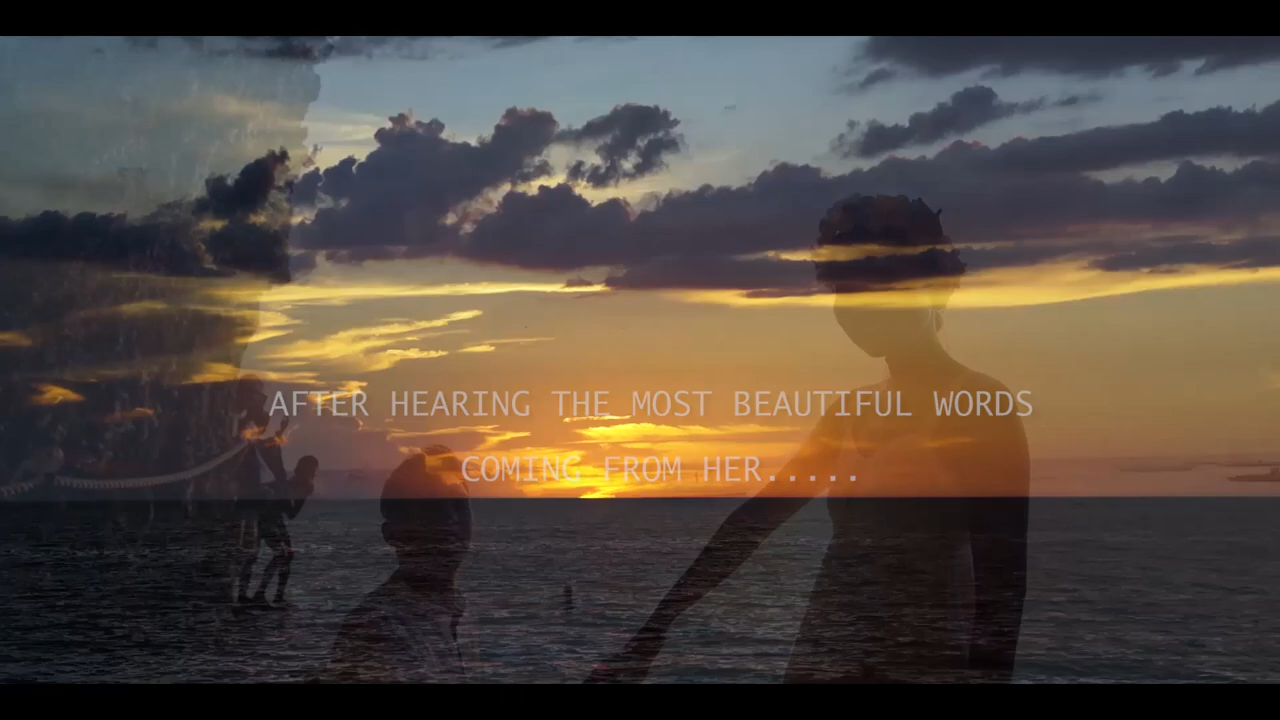 AFTER HEARING THE MOST BEAUTIFUL WORDS
COMING FROM HER.....